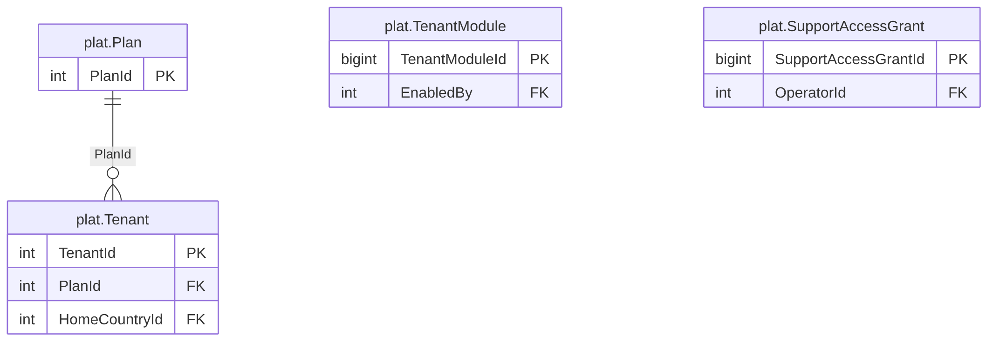 plat.Plan
int PlanId PK
PlanId
plat.Tenant
int TenantId PK
int PlanId FK
int HomeCountryId FK
plat.TenantModule
bigint TenantModuleId PK
int EnabledBy FK
plat.SupportAccessGrant
bigint SupportAccessGrantId PK
int OperatorId FK